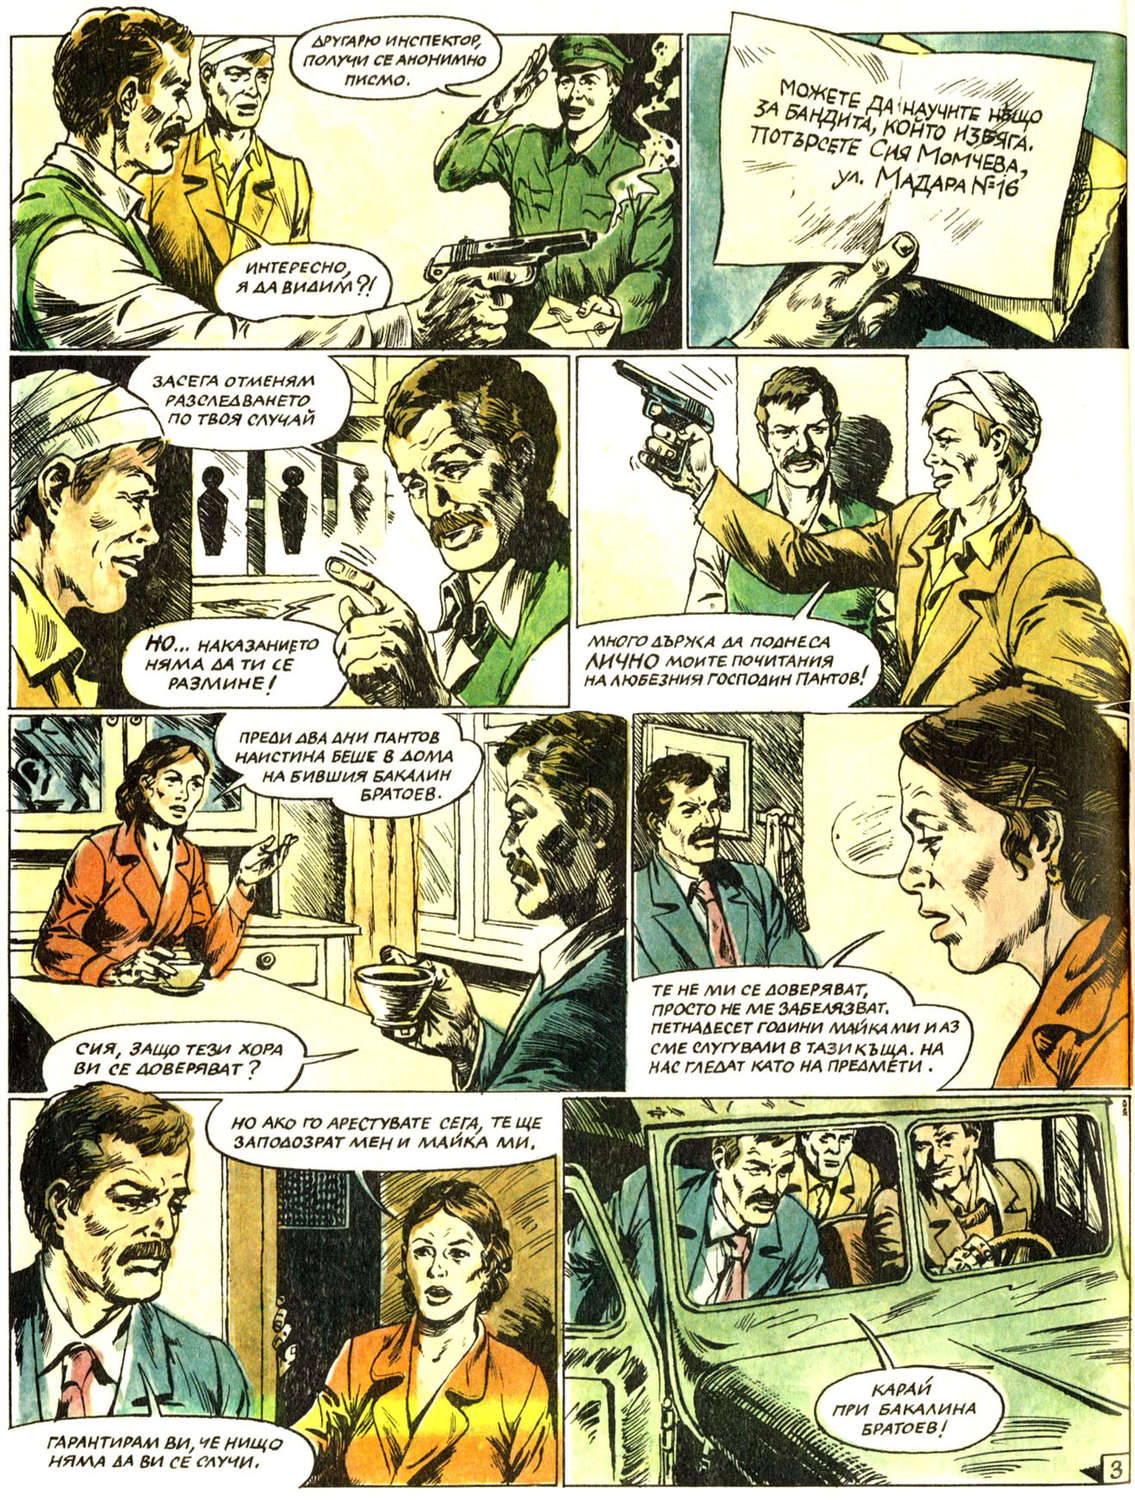 ДРУГАРЮ ИНСПЕКТОР,
ПОЛУЧИ СЕ АНОНИМНО
ПИСМО.
ИНТЕРЕСНО,
Я ДА ВИДИМ?!
МОЖЕТЕ ДА НАУЧИТЕ НЕЩО
ЗА БАНДИТА, КОЙТО ИЗБЯГА.
ПОТЪРСЕТЕ СИЯ МОМЧЕВА,
УЛ. МАДАРА №16
ЗАСЕГА ОТМЕНЯМ
РАЗСЛЕДВАНЕТО
ПО ТВОЯ СЛУЧАЙ
НО... НАКАЗАНИЕТО
НЯМА ДА ТИ СЕ
РАЗМИНЕ!
МНОГО ДЪРЖА ДА ПОДНЕСА
ЛИЧНО МОИТЕ ПОЧИТАНИЯ
НА ЛЮБЕЗНИЯ ГОСПОДИН ПАНТОВ!
ПРЕДИ ДВА ДНИ ПАНТОВ
НАИСТИНА БЕШЕ В ДОМА
НА БИВШИЯ БАКАЛИН
БРАТОЕВ.
СИЯ, ЗАЩО ТЕЗИ ХОРА
ВИ СЕ ДОВЕРЯВАТ?
ТЕ НЕ МИ СЕ ДОВЕРЯВАТ,
ПРОСТО НЕ МЕ ЗАБЕЛЯЗВАТ.
ПЕТНАДЕСЕТ ГОДИНИ МАЙКА МИ И АЗ
СМЕ СЛУГУВАЛИ В ТАЗИ КЪЩА. НА
НАС ГЛЕДАТ КАТО НА ПРЕДМЕТИ.
НО АКО ГО АРЕСТУВАТЕ СЕГА, ТЕ ЩЕ
ЗАПОДОЗРАТ МЕН И МАЙКА МИ.
ГАРАНТИРАМ ВИ, ЧЕ НИЩО
НЯМА ДА ВИ СЕ СЛУЧИ.
КАРАЙ
ПРИ БАКАЛИНА
БРАТОЕВ!
3